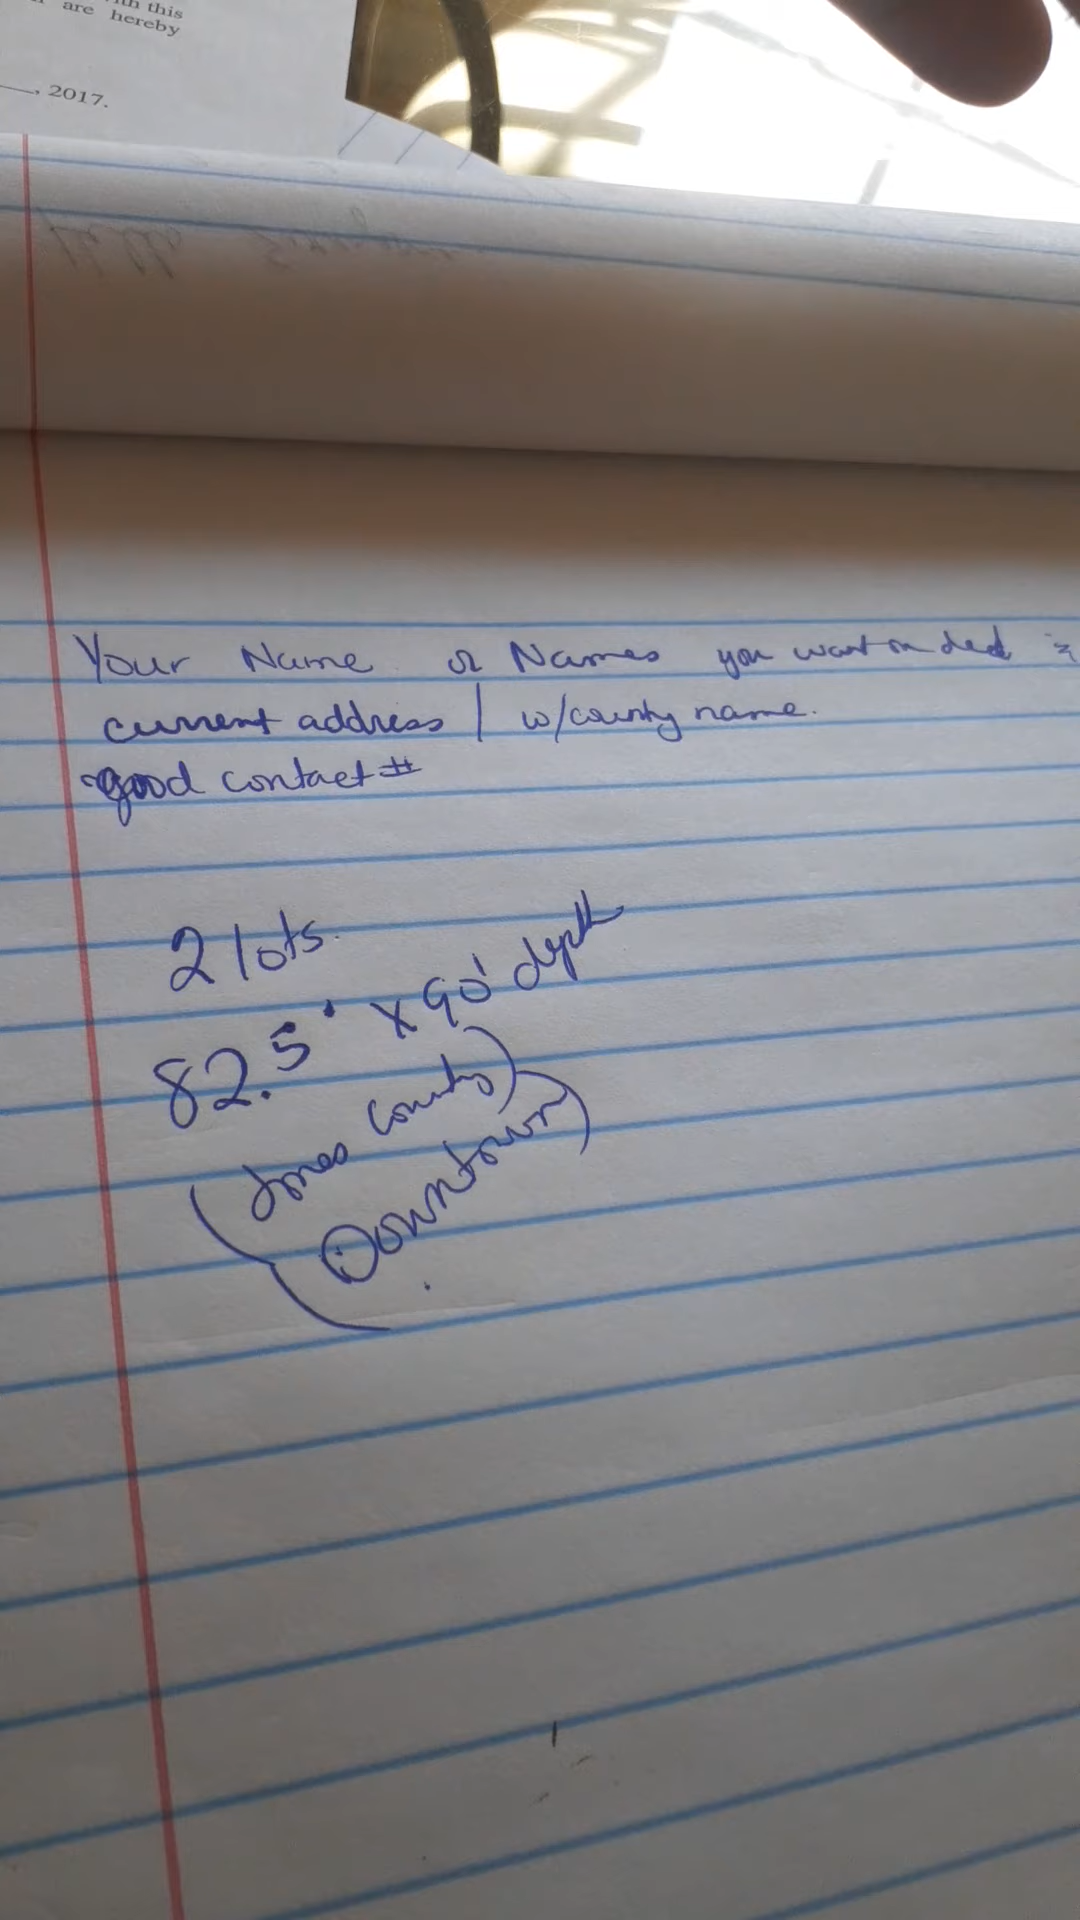 this
are hereby
, 2017.
Your Name or Names you want on deed
current address / w/county name.
good contact #
2 lots.
82.5' x 90' depth
(Jones County)
(Downtown)